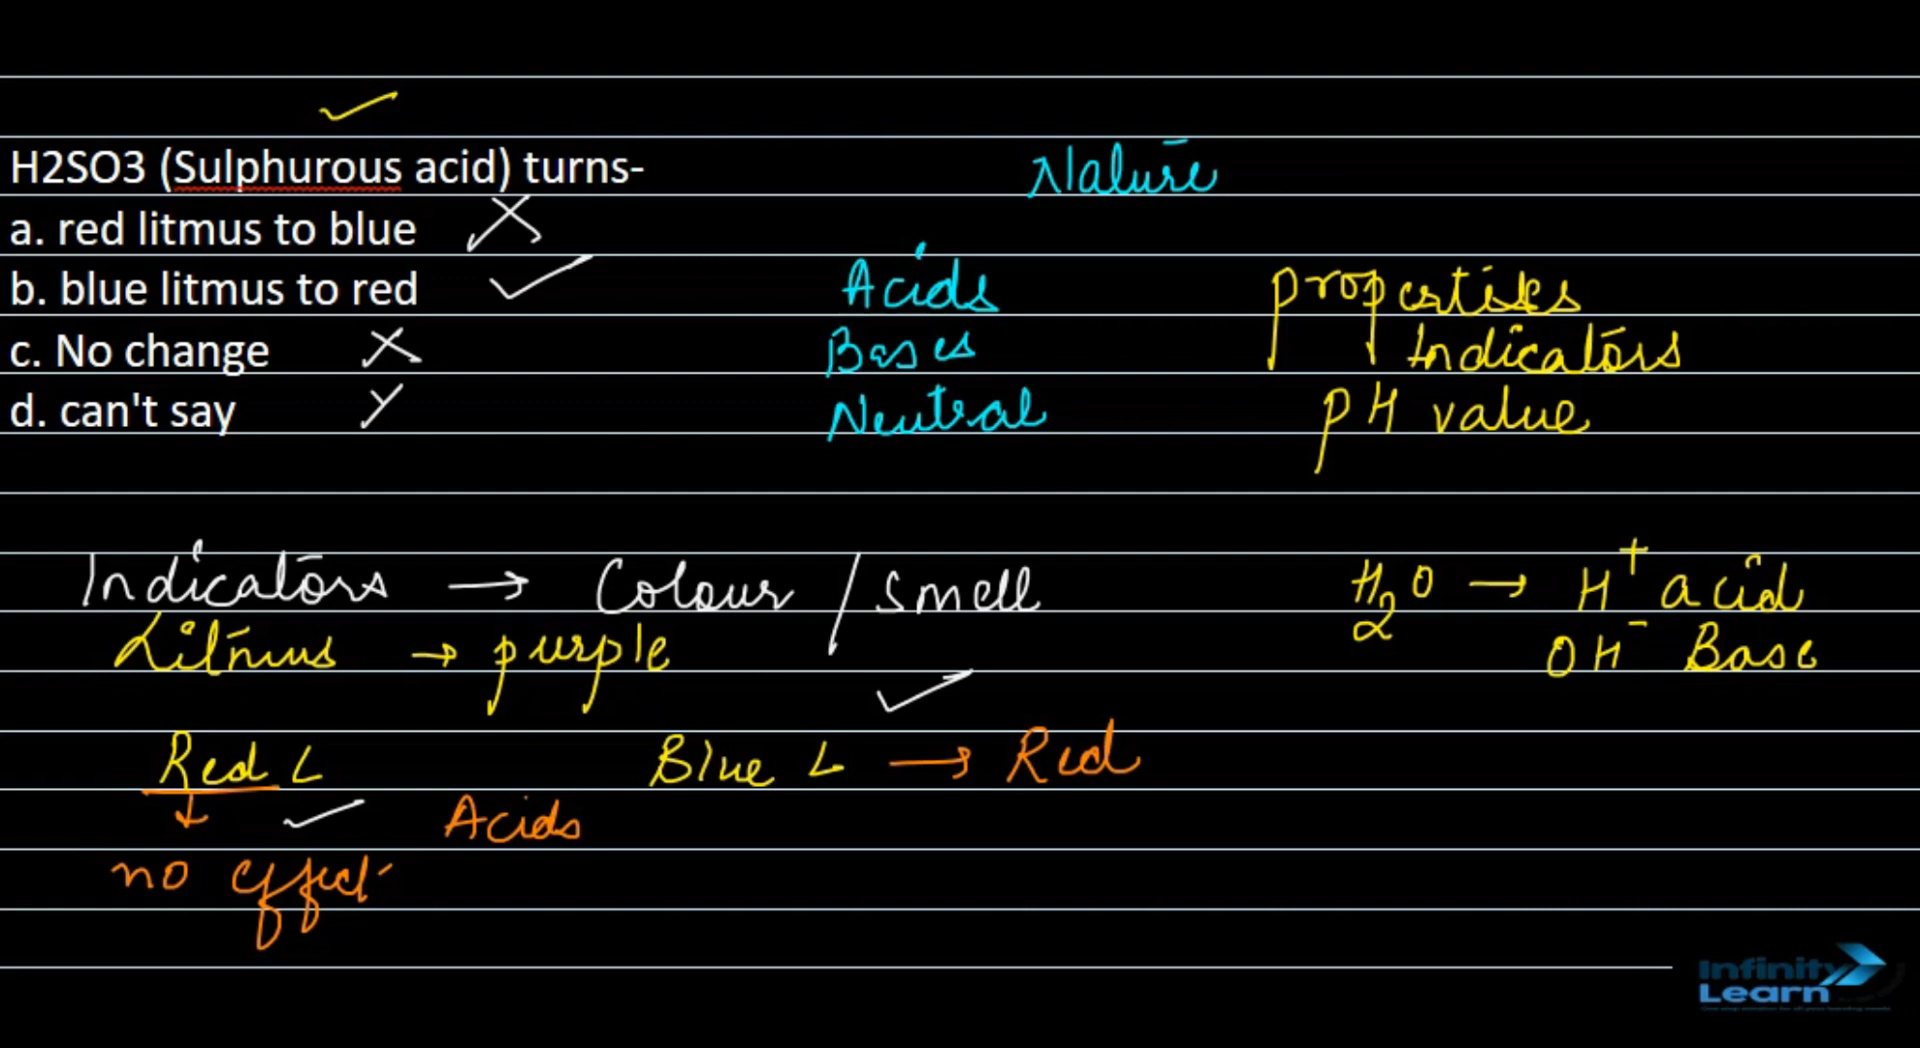 H2SO3 (Sulphurous acid) turns-
Nature
a. red litmus to blue
b. blue litmus to red
Acids
Properties
c. No change
Bases
Indicators
d. can't say
Neutral
pH value
Indicators → Colour / Smell
H2O → H+ acid
Litmus → purple
OH- Base
Red L
Blue L → Red
↓
Acids
no effect
Infinity
Learn